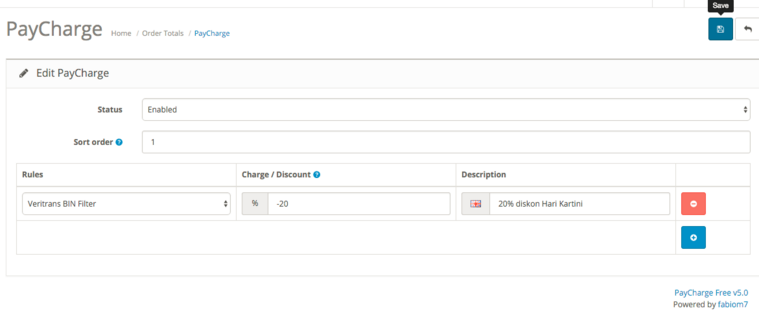 Save
PayCharge Home / Order Totals / PayCharge
Edit PayCharge
Status Enabled
Sort order ? 1
Rules Charge / Discount ? Description
Veritrans BIN Filter % -20 20% diskon Hari Kartini
PayCharge Free v5.0
Powered by fabiom7